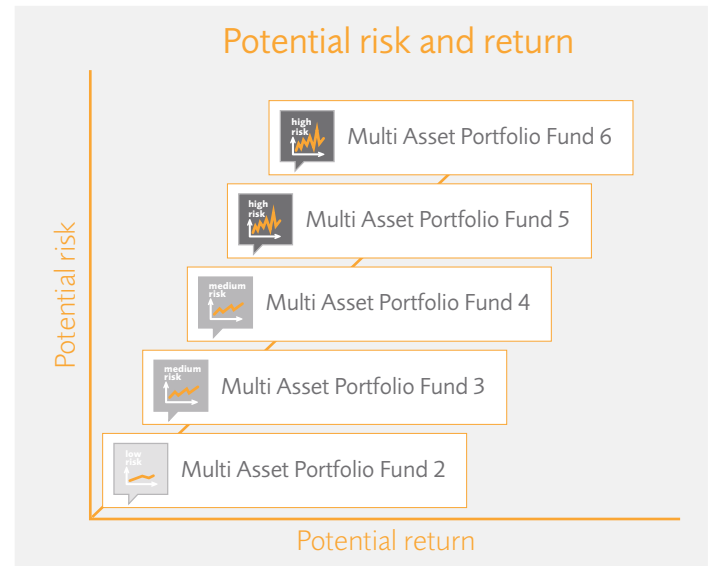 Potential risk and return
Potential risk
high
risk
Multi Asset Portfolio Fund 6
high
risk
Multi Asset Portfolio Fund 5
medium
risk
Multi Asset Portfolio Fund 4
medium
risk
Multi Asset Portfolio Fund 3
low
risk
Multi Asset Portfolio Fund 2
Potential return